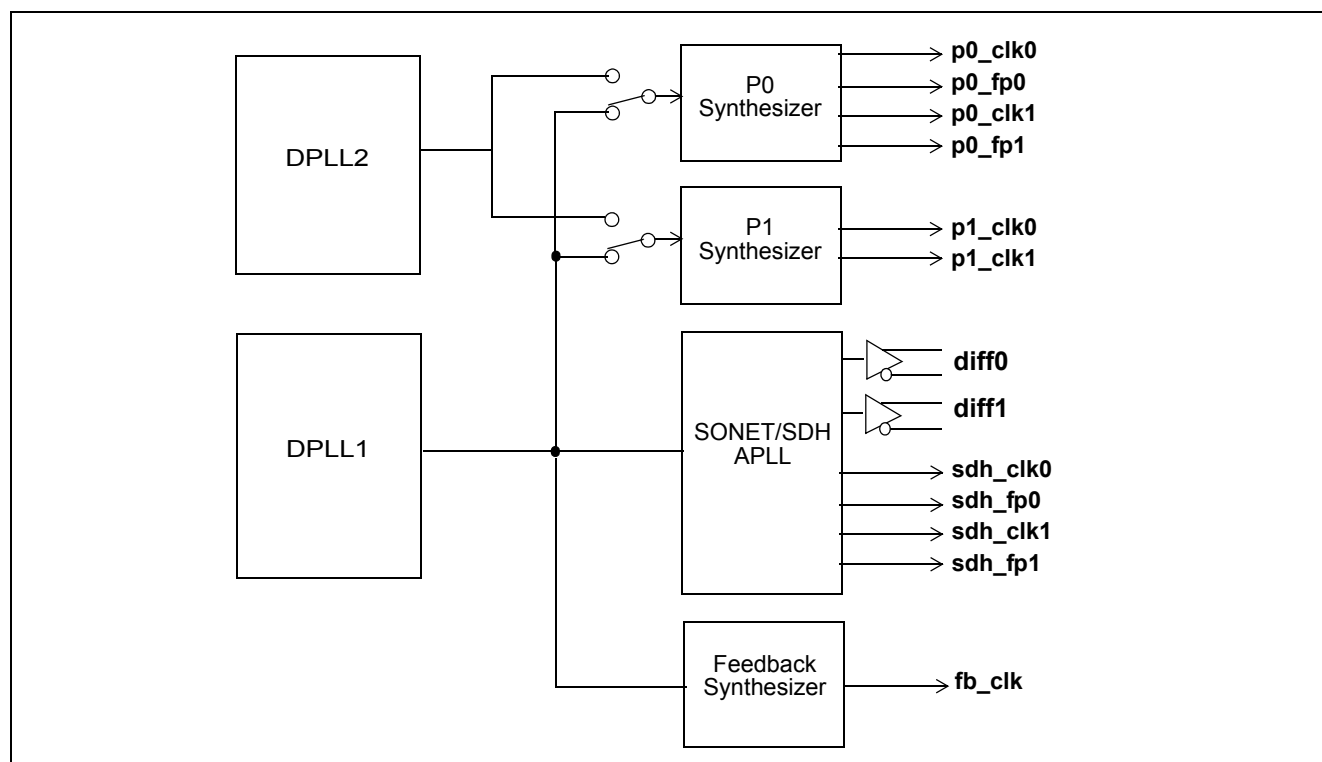 DPLL2
P0
Synthesizer
p0_clk0
p0_fp0
p0_clk1
p0_fp1
P1
Synthesizer
p1_clk0
p1_clk1
DPLL1
SONET/SDH
APLL
diff0
diff1
sdh_clk0
sdh_fp0
sdh_clk1
sdh_fp1
Feedback
Synthesizer
fb_clk